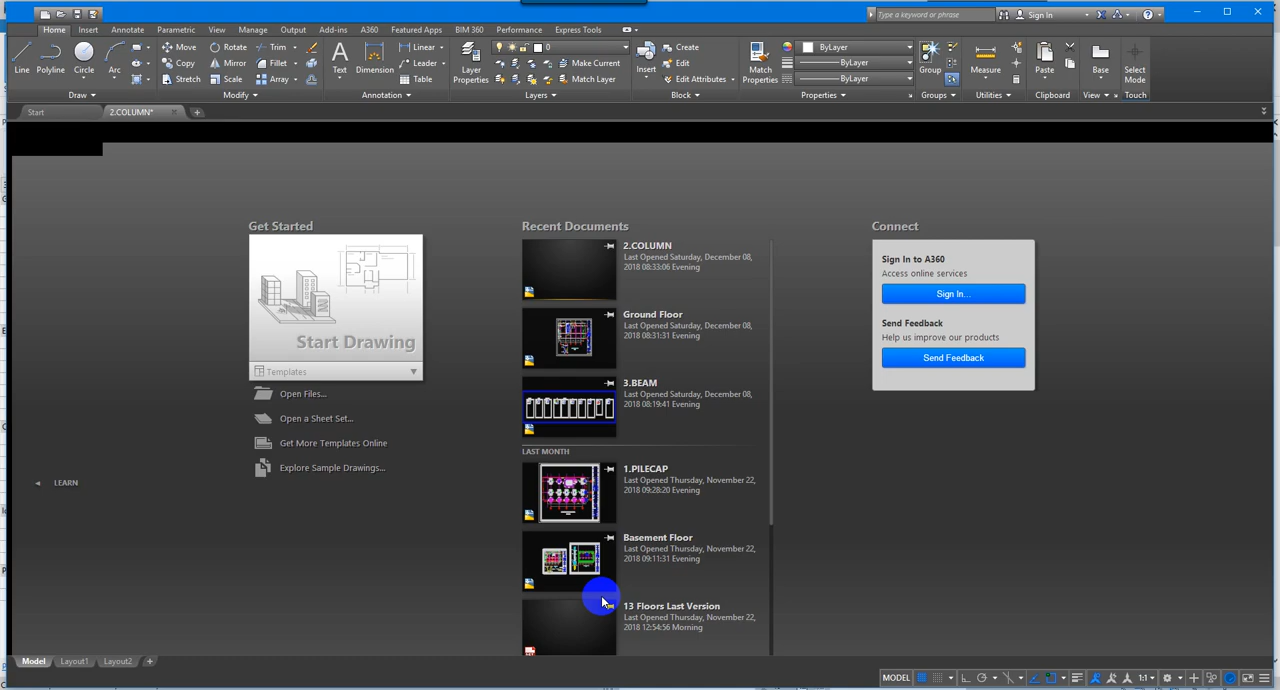 Type a keyword or phrase
Sign In
Home Insert Annotate Parametric View Manage Output Add-ins A360 Featured Apps BIM 360 Performance Express Tools
Line Polyline Circle Arc
Move Rotate Trim
Copy Mirror Fillet
Stretch Scale Array
Text Dimension
Linear
Leader
Table
Layer Properties
0
Make Current
Match Layer
Insert
Create
Edit
Edit Attributes
Match Properties
ByLayer
ByLayer
ByLayer
Group
Measure
Paste
Base
Select Mode
Draw Modify Annotation Layers Block Properties Groups Utilities Clipboard View Touch
Start 2.COLUMN*
Get Started
Start Drawing
Templates
Open Files...
Open a Sheet Set...
Get More Templates Online
Explore Sample Drawings...
LEARN
Recent Documents
2.COLUMN
Last Opened Saturday, December 08,
2018 08:33:06 Evening
Ground Floor
Last Opened Saturday, December 08,
2018 08:31:31 Evening
3.BEAM
Last Opened Saturday, December 08,
2018 08:19:41 Evening
LAST MONTH
1.PILECAP
Last Opened Thursday, November 22,
2018 09:28:20 Evening
Basement Floor
Last Opened Thursday, November 22,
2018 09:11:31 Evening
13 Floors Last Version
Last Opened Thursday, November 22,
2018 12:54:56 Morning
Connect
Sign In to A360
Access online services
Sign In...
Send Feedback
Help us improve our products
Send Feedback
Model Layout1 Layout2
MODEL 1:1